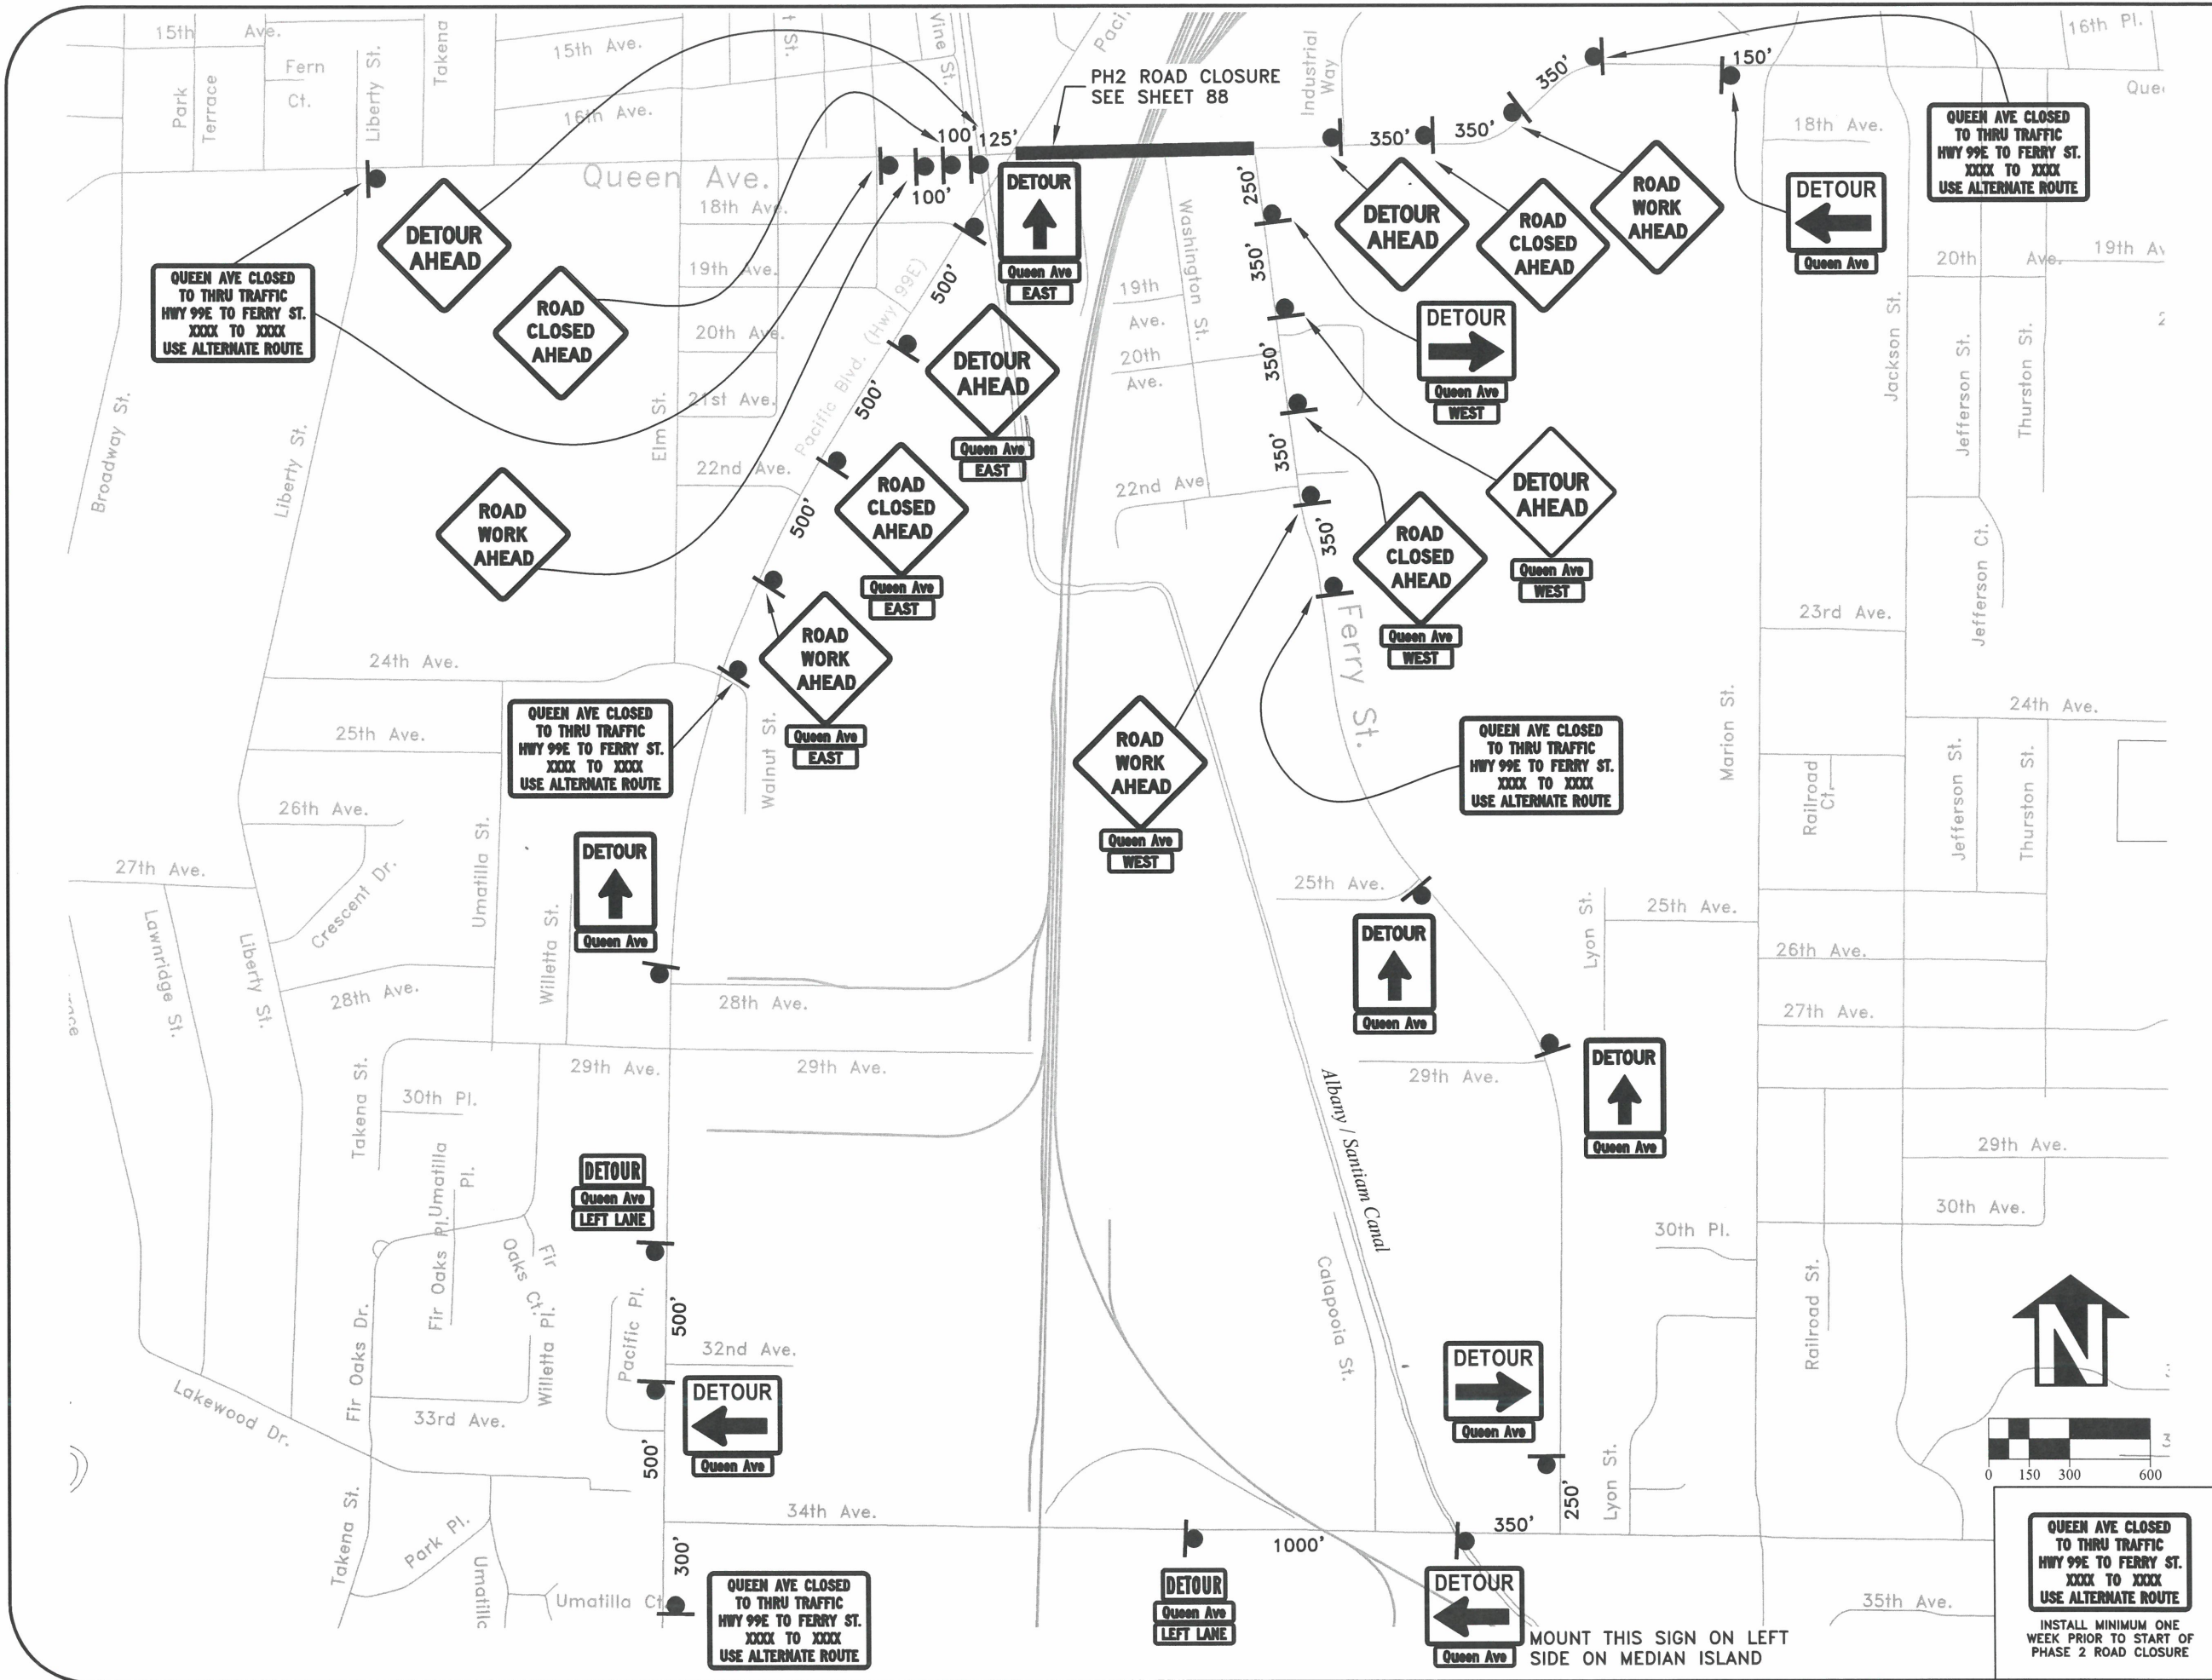 15th Ave.
Takena
15th Ave.
t St.
Vine St.
Paci
Industrial
Way
16th Pl.
Park
Terrace
Fern
Ct.
Liberty St.
16th Ave.
PH2 ROAD CLOSURE
SEE SHEET 88
350'
150'
Que
100'
125'
350'
350'
18th Ave.
QUEEN AVE CLOSED
TO THRU TRAFFIC
HWY 99E TO FERRY ST.
XXXX TO XXXX
USE ALTERNATE ROUTE
Queen Ave.
100'
18th Ave.
DETOUR
Queen Ave
EAST
250'
Washington St.
DETOUR
AHEAD
ROAD
CLOSED
AHEAD
ROAD
WORK
AHEAD
DETOUR
Queen Ave
DETOUR
AHEAD
QUEEN AVE CLOSED
TO THRU TRAFFIC
HWY 99E TO FERRY ST.
XXXX TO XXXX
USE ALTERNATE ROUTE
ROAD
CLOSED
AHEAD
19th Ave.
500'
350'
19th
Ave.
20th Ave.
19th Av
20th Ave.
Pacific Blvd. (Hwy 99E)
DETOUR
AHEAD
Queen Ave
EAST
20th
Ave.
350'
DETOUR
Queen Ave
WEST
Jackson St.
Jefferson St.
Thurston St.
Broadway St.
Liberty St.
Elm St.
21st Ave.
500'
22nd Ave.
ROAD
CLOSED
AHEAD
Queen Ave
EAST
350'
22nd Ave
DETOUR
AHEAD
Queen Ave
WEST
ROAD
WORK
AHEAD
500'
350'
ROAD
CLOSED
AHEAD
Queen Ave
WEST
Jefferson Ct.
23rd Ave.
24th Ave.
ROAD
WORK
AHEAD
Queen Ave
EAST
Ferry St.
Marion St.
24th Ave.
25th Ave.
QUEEN AVE CLOSED
TO THRU TRAFFIC
HWY 99E TO FERRY ST.
XXXX TO XXXX
USE ALTERNATE ROUTE
Walnut St.
ROAD
WORK
AHEAD
Queen Ave
WEST
QUEEN AVE CLOSED
TO THRU TRAFFIC
HWY 99E TO FERRY ST.
XXXX TO XXXX
USE ALTERNATE ROUTE
Railroad
Ct.
Jefferson St.
Thurston St.
26th Ave.
27th Ave.
Crescent Dr.
Umatilla St.
DETOUR
Queen Ave
25th Ave.
Lyon St.
25th Ave.
Lawnridge St.
Liberty St.
Willetta St.
DETOUR
Queen Ave
26th Ave.
28th Ave.
28th Ave.
27th Ave.
29th Ave.
29th Ave.
29th Ave.
DETOUR
Queen Ave
Takena St.
30th Pl.
Albany / Santiam Canal
29th Ave.
Umatilla
Pl.
DETOUR
Queen Ave
LEFT LANE
30th Ave.
30th Pl.
Fir Oaks Pl.
Fir
Oaks Ct.
Fir Oaks Dr.
Willetta Pl.
Pacific Pl.
500'
Calapooia St.
Railroad St.
N
32nd Ave.
DETOUR
Queen Ave
DETOUR
Queen Ave
Lakewood Dr.
33rd Ave.
500'
Lyon St.
0 150 300 600
Takena St.
Park Pl.
34th Ave.
250'
1000'
350'
Umatilla
Umatilla Ct
300'
QUEEN AVE CLOSED
TO THRU TRAFFIC
HWY 99E TO FERRY ST.
XXXX TO XXXX
USE ALTERNATE ROUTE
DETOUR
Queen Ave
LEFT LANE
DETOUR
Queen Ave
MOUNT THIS SIGN ON LEFT
SIDE ON MEDIAN ISLAND
35th Ave.
QUEEN AVE CLOSED
TO THRU TRAFFIC
HWY 99E TO FERRY ST.
XXXX TO XXXX
USE ALTERNATE ROUTE
INSTALL MINIMUM ONE
WEEK PRIOR TO START OF
PHASE 2 ROAD CLOSURE